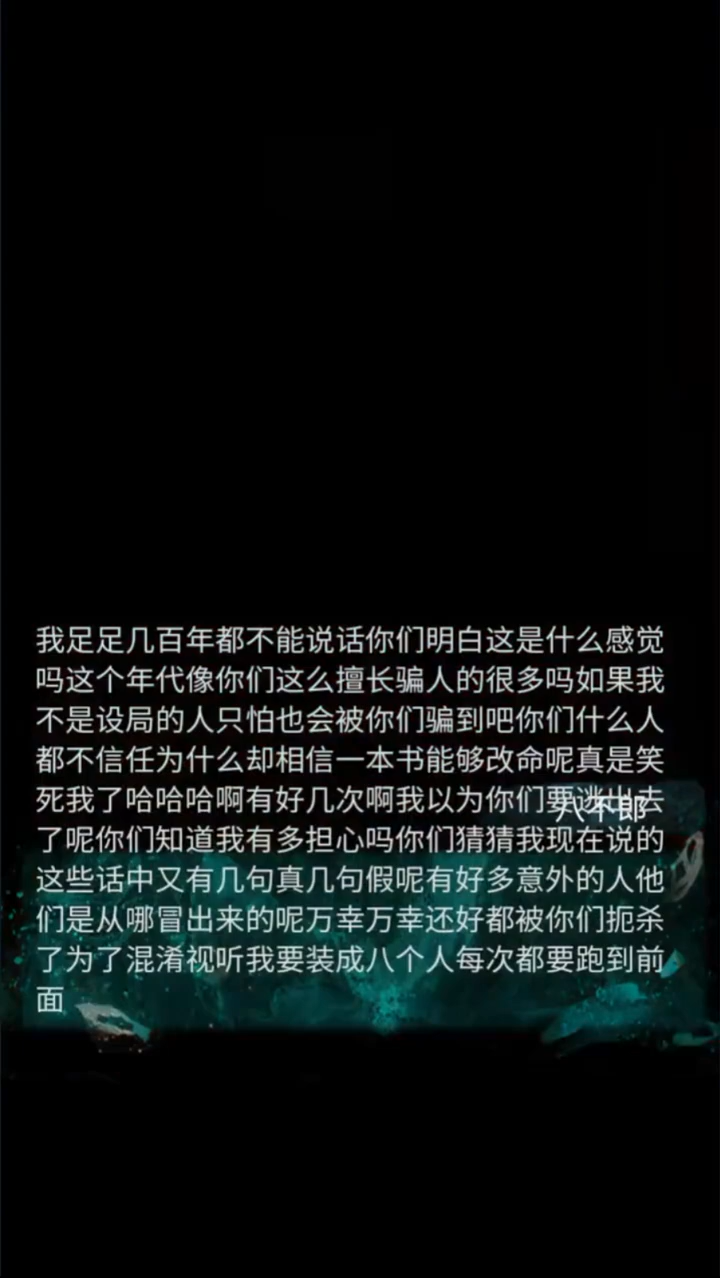 我足足几百年都不能说话你们明白这是什么感觉
吗这个年代像你们这么擅长骗人的很多吗如果我
不是设局的人只怕也会被你们骗到吧你们什么人
都不信任为什么却相信一本书能够改命呢真是笑
死我了哈哈哈啊有好几次啊我以为你们要逃出去
八不郎
了呢你们知道我有多担心吗你们猜猜我现在说的
这些话中又有几句真几句假呢有好多意外的人他
们是从哪冒出来的呢万幸万幸还好都被你们扼杀
了为了混淆视听我要装成八个人每次都要跑到前
面